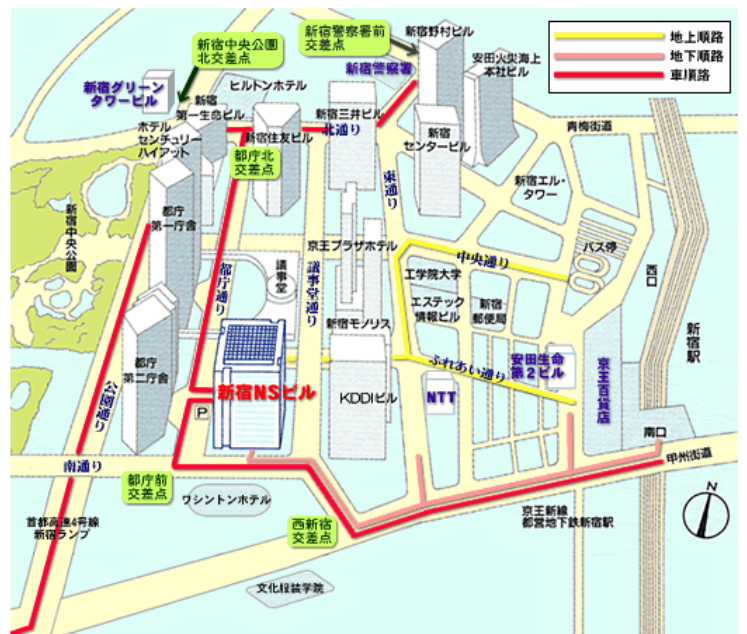 新宿中央公園
北交差点
新宿警察署前
交差点
新宿野村ビル
安田火災海上
本社ビル
地上順路
地下順路
車順路
新宿グリーン
タワービル
ヒルトンホテル
新宿警察署
新宿
第一生命ビル
新宿三井ビル
北通り
新宿住友ビル
新宿
センタービル
青梅街道
ホテル
センチュリー
ハイアット
都庁北
交差点
東通り
新宿エル・
タワー
新宿中央公園
都庁
第一庁舎
京王プラザホテル
中央通り
バス停
西口
都庁通り
議事堂
議事堂通り
工学院大学
エステック
情報ビル
新宿
郵便局
新宿モノリス
新宿駅
都庁
第二庁舎
公園通り
ふれあい通り
安田生命
第2ビル
京王百貨店
新宿NSビル
P
KDDIビル
NTT
南口
南通り
甲州街道
都庁前
交差点
ワシントンホテル
西新宿
交差点
首都高速4号線
新宿ランプ
京王新線
都営地下鉄新宿駅
N
文化服装学院